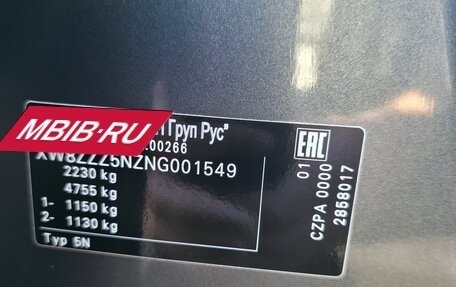 MBIB-RU
Груп Рус"
00266
XW8ZZZ5NZNG001549
2230 kg
4755 kg
1- 1150 kg
2- 1130 kg
Typ 5N
EAC
01
CZPA 0000
2858017